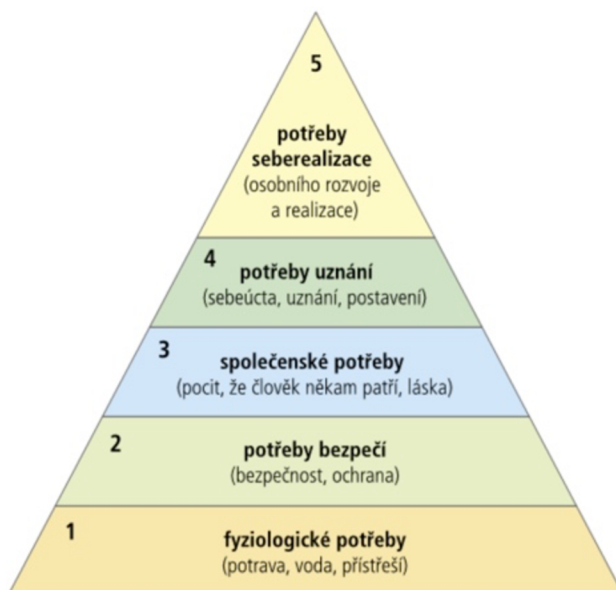 5
potřeby
seberealizace
(osobního rozvoje
a realizace)
4
potřeby uznání
(sebeúcta, uznání, postavení)
3
společenské potřeby
(pocit, že člověk někam patří, láska)
2
potřeby bezpečí
(bezpečnost, ochrana)
1
fyziologické potřeby
(potrava, voda, přístřeší)